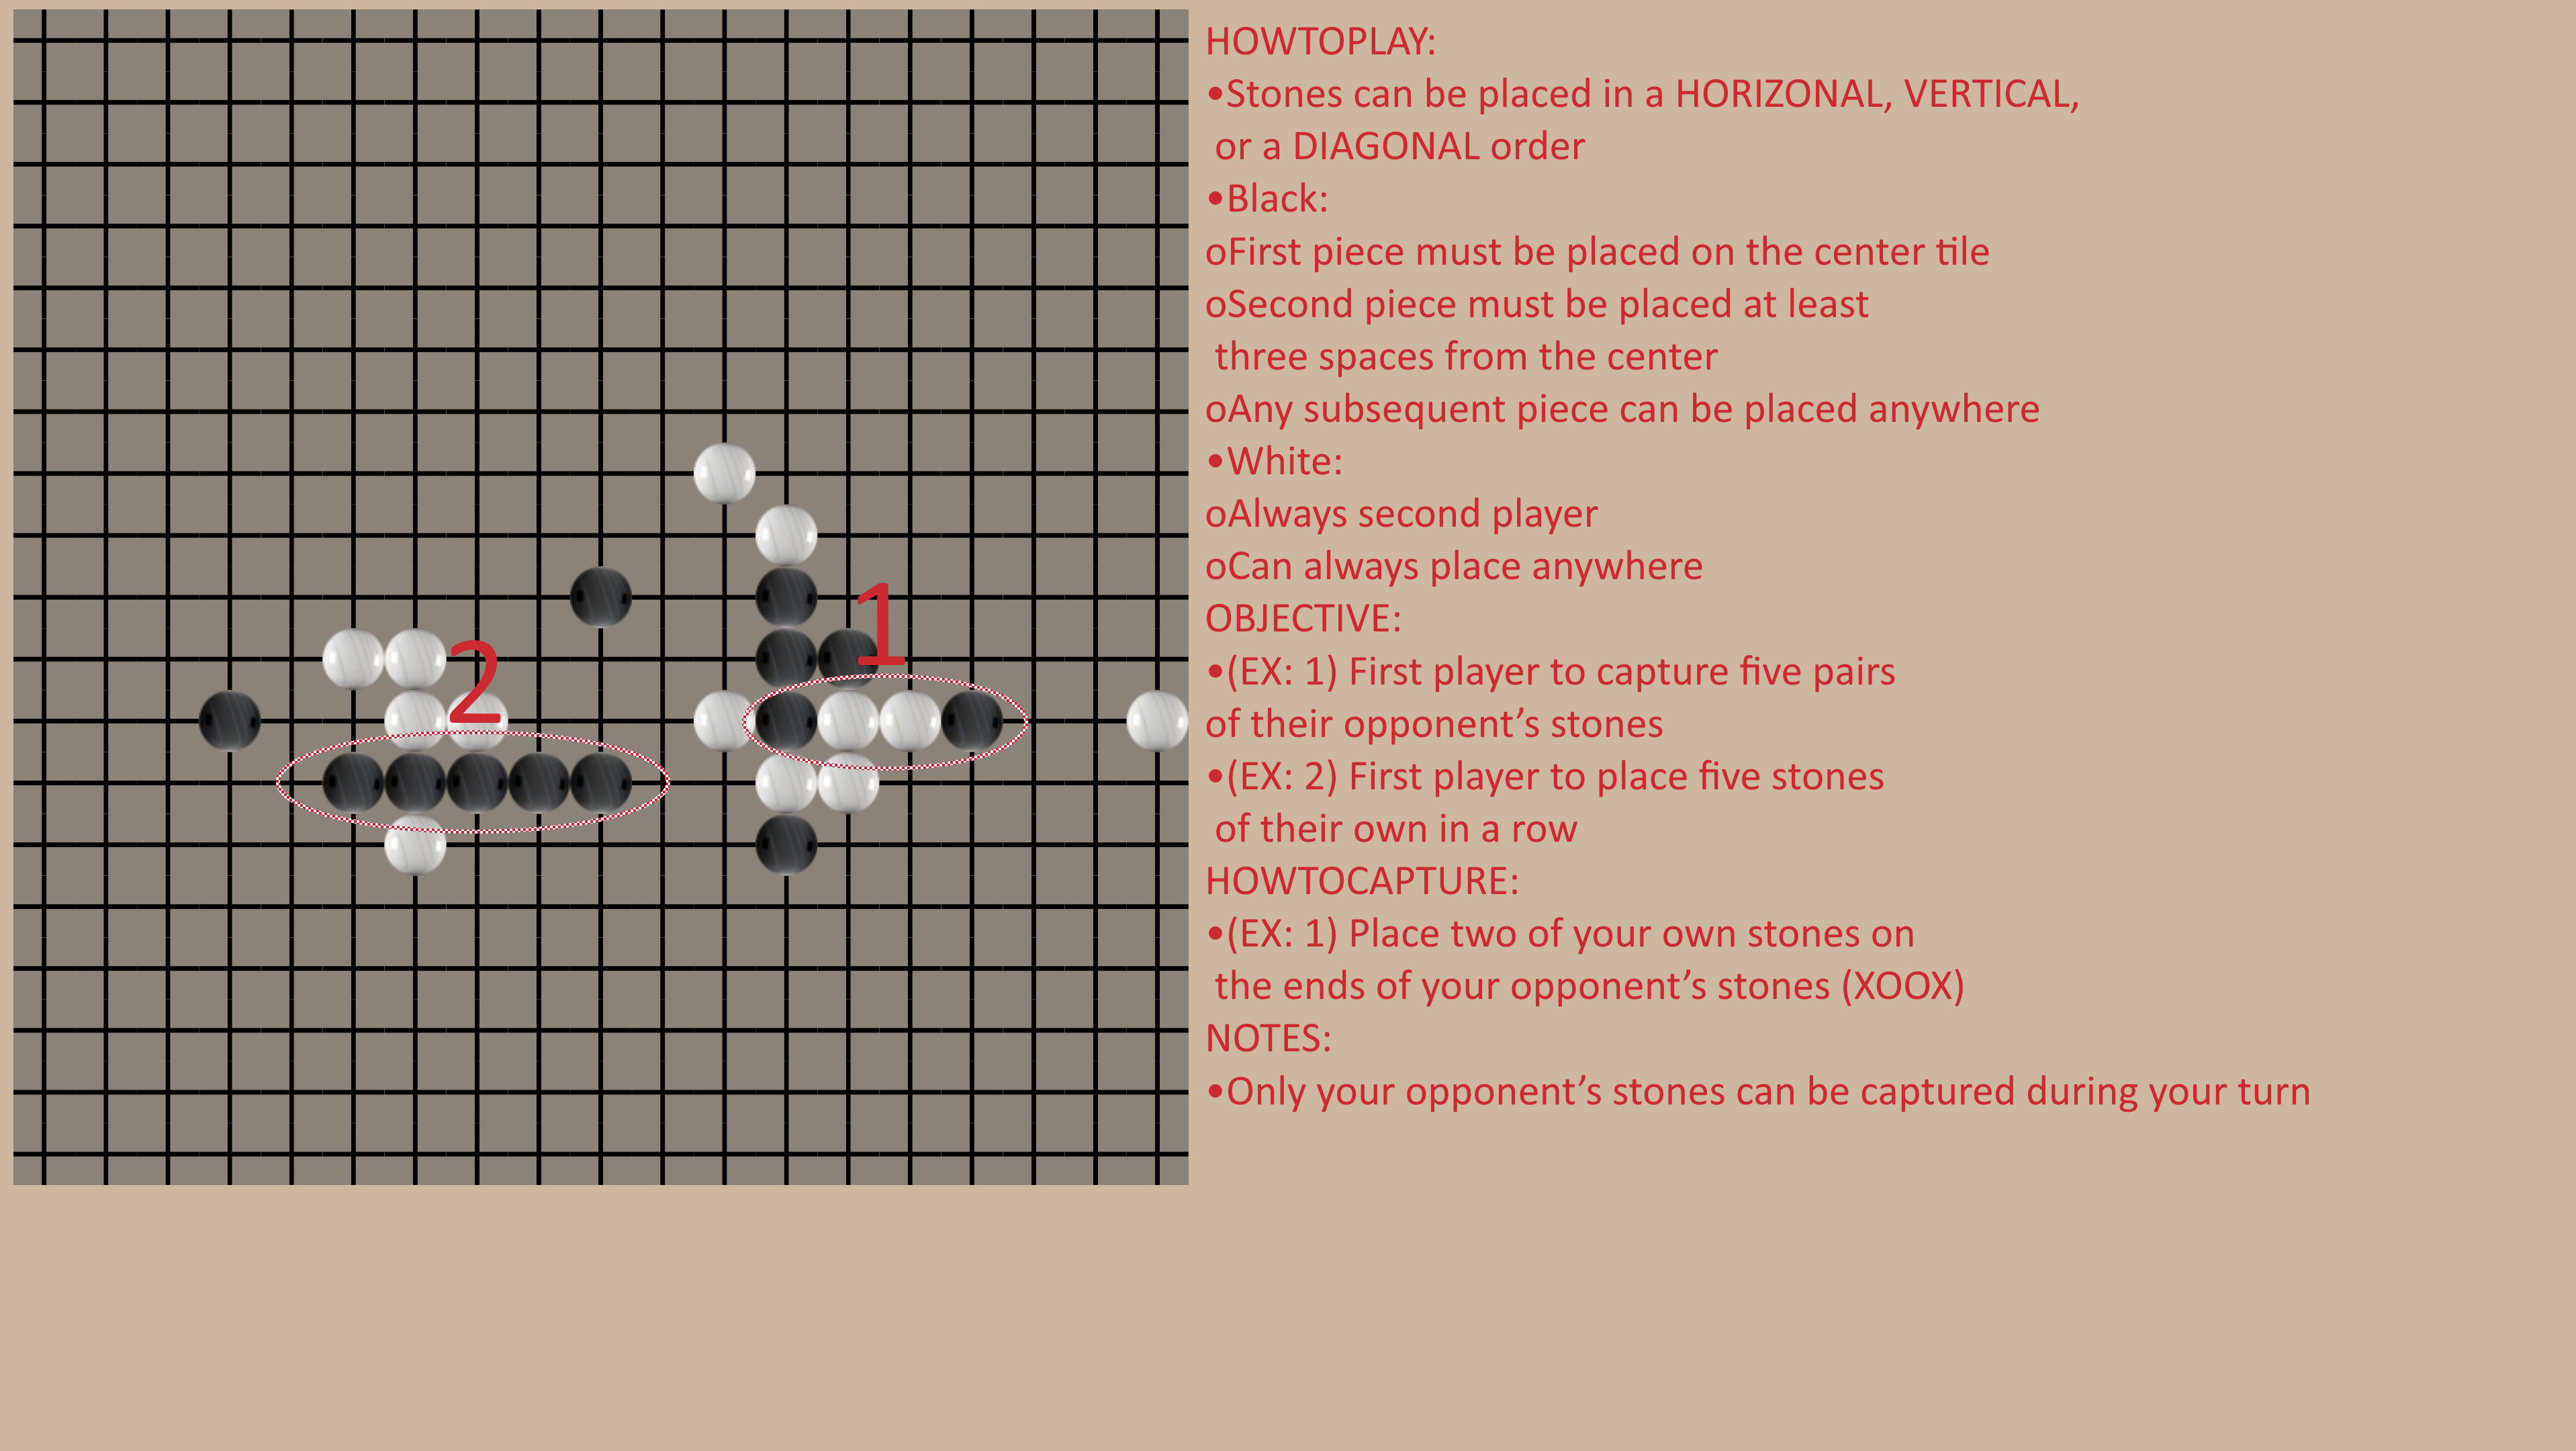 HOWTOPLAY:
•Stones can be placed in a HORIZONAL, VERTICAL,
or a DIAGONAL order
•Black:
oFirst piece must be placed on the center tile
oSecond piece must be placed at least
three spaces from the center
oAny subsequent piece can be placed anywhere
•White:
oAlways second player
oCan always place anywhere
OBJECTIVE:
•(EX: 1) First player to capture five pairs
of their opponent’s stones
•(EX: 2) First player to place five stones
of their own in a row
HOWTOCAPTURE:
•(EX: 1) Place two of your own stones on
the ends of your opponent’s stones (XOOX)
NOTES:
•Only your opponent’s stones can be captured during your turn
1
2